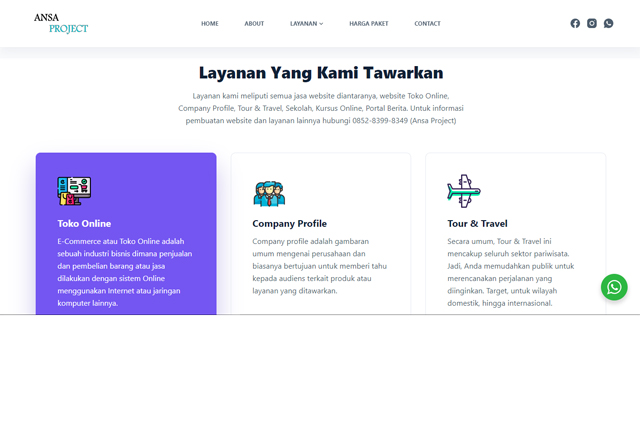 ANSA
PROJECT
HOME
ABOUT
LAYANAN
HARGA PAKET
CONTACT
Layanan Yang Kami Tawarkan
Layanan kami meliputi semua jasa website diantaranya, website Toko Online,
Company Profile, Tour & Travel, Sekolah, Kursus Online, Portal Berita, Untuk informasi
pembuatan website dan layanan lainnya hubungi 0852-8399-8349 (Ansa Project)
Toko Online
E-Commerce atau Toko Online adalah
sebuah industri bisnis dimana penjualan
dan pembelian barang atau jasa
dilakukan dengan sistem Online
menggunakan Internet atau jaringan
komputer lainnya.
Company Profile
Company profile adalah gambaran
umum mengenai perusahaan dan
biasanya bertujuan untuk memberi tahu
kepada audiens terkait produk atau
layanan yang ditawarkan.
Tour & Travel
Secara umum, Tour & Travel ini
mencakup seluruh sektor pariwisata.
Jadi, Anda memudahkan publik untuk
merencanakan perjalanan yang
diinginkan. Target, untuk wilayah
domestik, hingga internasional.